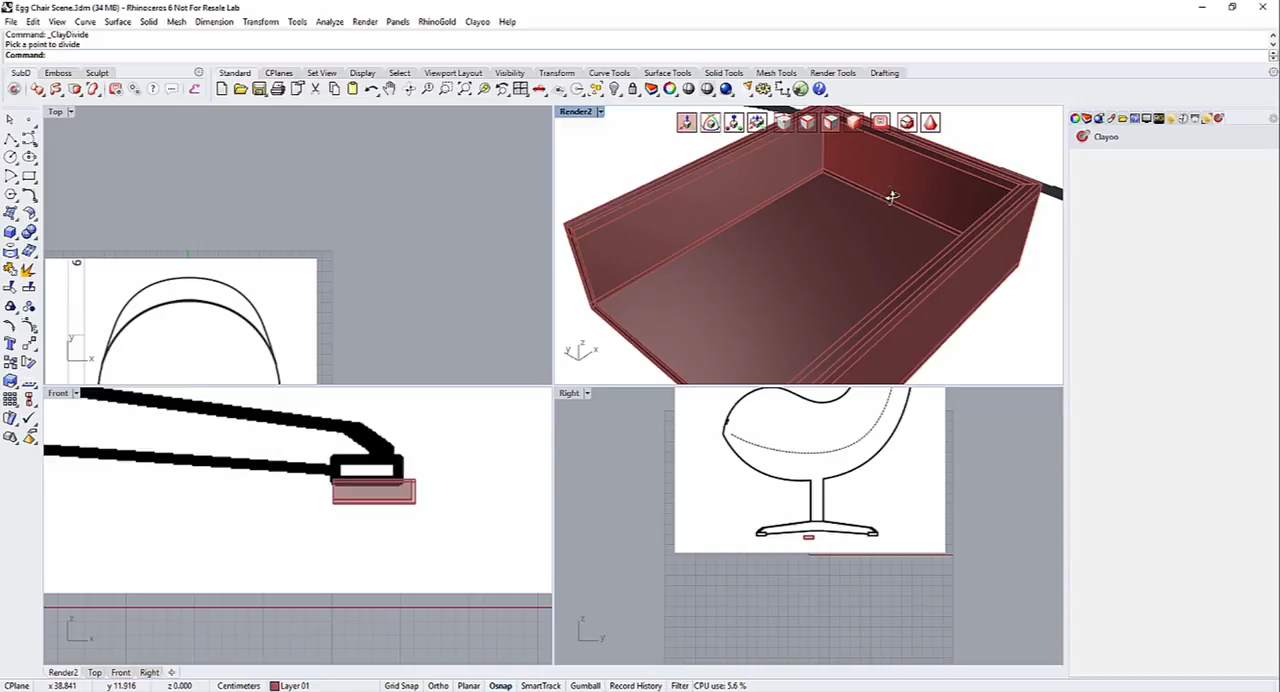 Egg Chair Scene.3dm (34 MB) - Rhinoceros 6 Not For Resale Lab
File Edit View Curve Surface Solid Mesh Dimension Transform Tools Analyze Render Panels RhinoGold Clayoo Help
Command: _ClayDivide
Pick a point to divide
Command:
SubD Emboss Sculpt Standard CPlanes Set View Display Select Viewport Layout Visibility Transform Curve Tools Surface Tools Solid Tools Mesh Tools Render Tools Drafting
Top
Render2
Clayoo
6
y
x
z
y
x
Front
Right
z
x
z
y
Render2 Top Front Right
CPlane x 38.841 y 11.916 z 0.000 Centimeters Layer 01 Grid Snap Ortho Planar Osnap SmartTrack Gumball Record History Filter CPU use: 5.6 %